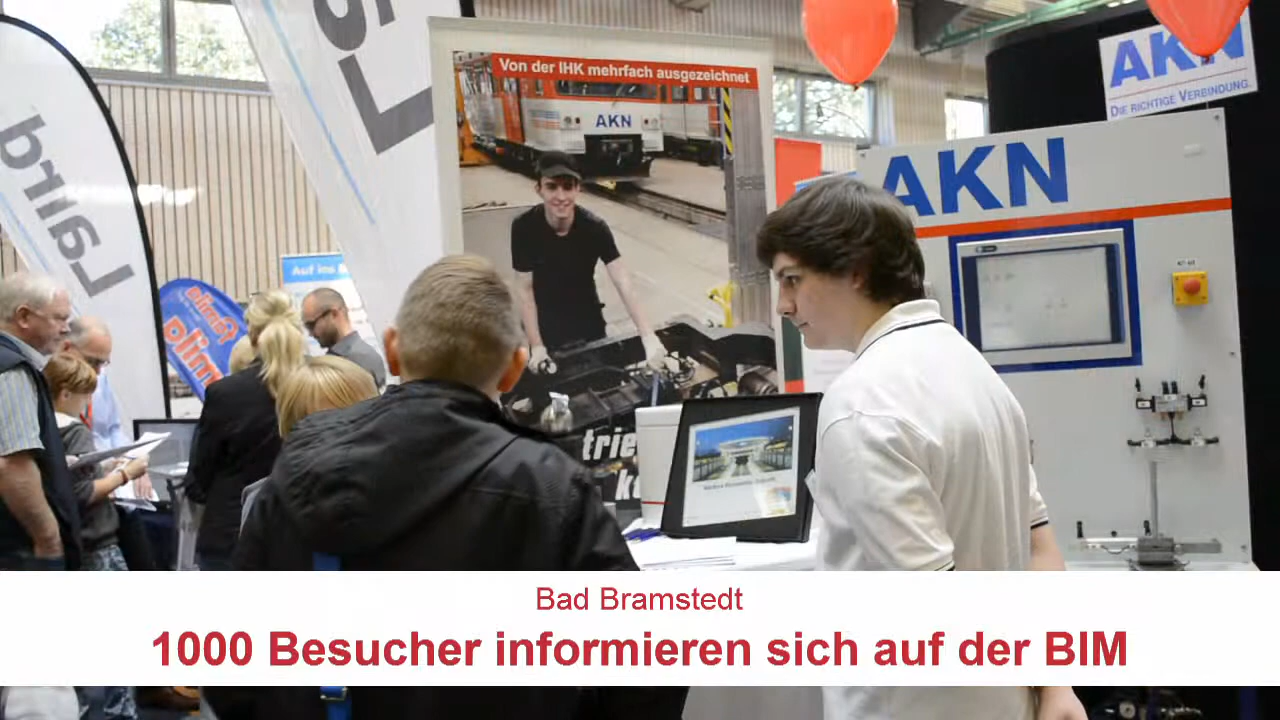 Von der IHK mehrfach ausgezeichnet
AKN
AKN
DIE RICHTIGE VERBINDUNG.
AKN
Laird
Auf ins
Bad Bramstedt
1000 Besucher informieren sich auf der BIM